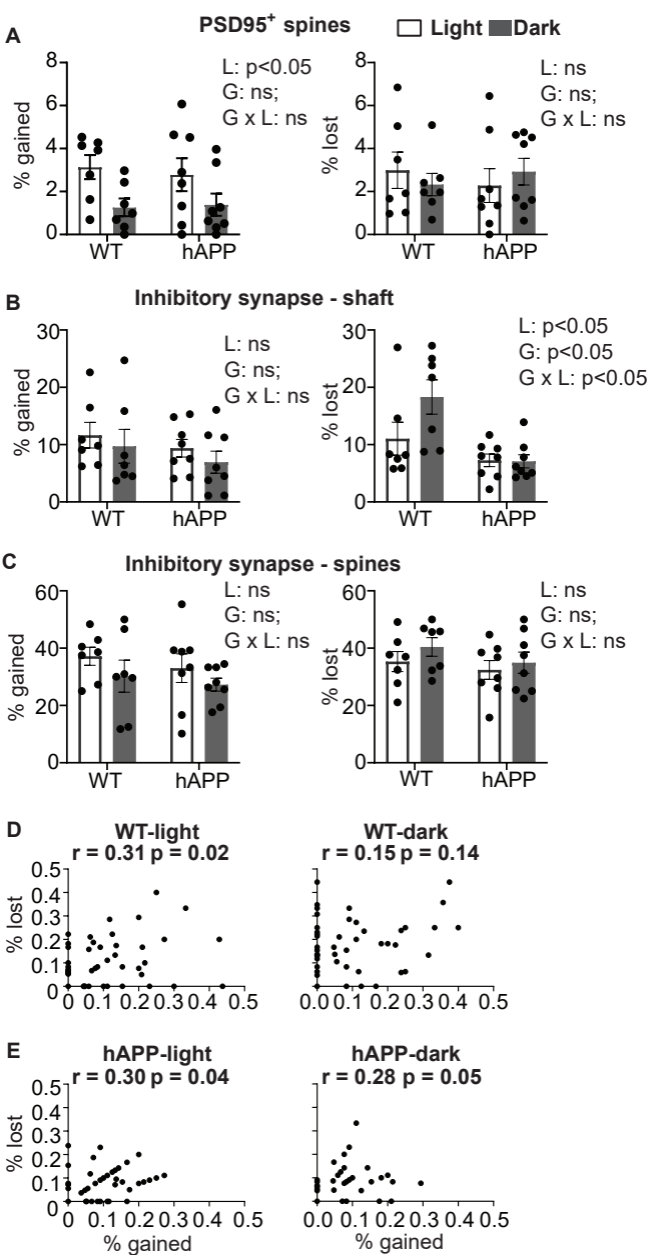 PSD95+ spines
Light Dark
A
L: p<0.05
G: ns;
G x L: ns
% gained
8
6
4
2
0
WT
hAPP
L: ns
G: ns;
G x L: ns
% lost
8
6
4
2
0
WT
hAPP
Inhibitory synapse - shaft
B
L: ns
G: ns;
G x L: ns
% gained
30
20
10
0
WT
hAPP
L: p<0.05
G: p<0.05
G x L: p<0.05
% lost
30
20
10
0
WT
hAPP
Inhibitory synapse - spines
C
L: ns
G: ns;
G x L: ns
% gained
60
40
20
0
WT
hAPP
L: ns
G: ns;
G x L: ns
% lost
60
40
20
0
WT
hAPP
D
WT-light
r = 0.31 p = 0.02
% lost
0.5
0.4
0.3
0.2
0.1
0
0 0.1 0.2 0.3 0.4 0.5
WT-dark
r = 0.15 p = 0.14
0.0 0.1 0.2 0.3 0.4 0.5
E
hAPP-light
r = 0.30 p = 0.04
% lost
0.5
0.4
0.3
0.2
0.1
0
0 0.1 0.2 0.3 0.4 0.5
% gained
hAPP-dark
r = 0.28 p = 0.05
0.0 0.1 0.2 0.3 0.4 0.5
% gained